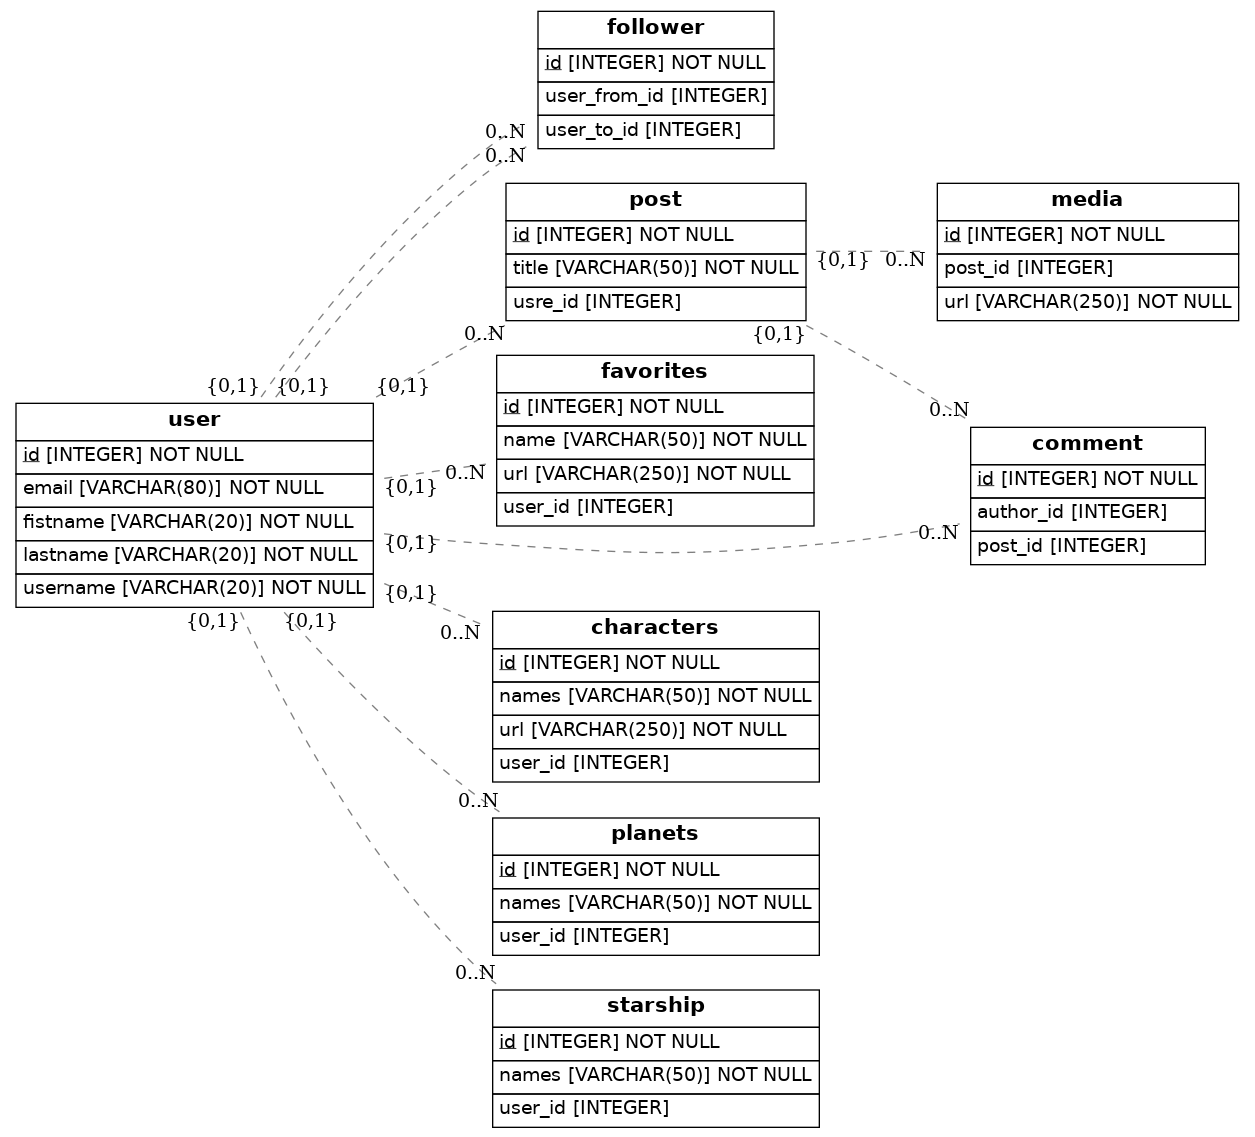 follower
id [INTEGER] NOT NULL
user_from_id [INTEGER]
user_to_id [INTEGER]
0..N
0..N
{0,1}
{0,1}
post
id [INTEGER] NOT NULL
title [VARCHAR(50)] NOT NULL
usre_id [INTEGER]
{0,1}
0..N
media
id [INTEGER] NOT NULL
post_id [INTEGER]
url [VARCHAR(250)] NOT NULL
0..N
{0,1}
{0,1}
0..N
favorites
id [INTEGER] NOT NULL
name [VARCHAR(50)] NOT NULL
url [VARCHAR(250)] NOT NULL
user_id [INTEGER]
user
id [INTEGER] NOT NULL
email [VARCHAR(80)] NOT NULL
fistname [VARCHAR(20)] NOT NULL
lastname [VARCHAR(20)] NOT NULL
username [VARCHAR(20)] NOT NULL
{0,1}
0..N
{0,1}
0..N
comment
id [INTEGER] NOT NULL
author_id [INTEGER]
post_id [INTEGER]
{0,1}
0..N
{0,1}
{0,1}
characters
id [INTEGER] NOT NULL
names [VARCHAR(50)] NOT NULL
url [VARCHAR(250)] NOT NULL
user_id [INTEGER]
0..N
planets
id [INTEGER] NOT NULL
names [VARCHAR(50)] NOT NULL
user_id [INTEGER]
0..N
starship
id [INTEGER] NOT NULL
names [VARCHAR(50)] NOT NULL
user_id [INTEGER]